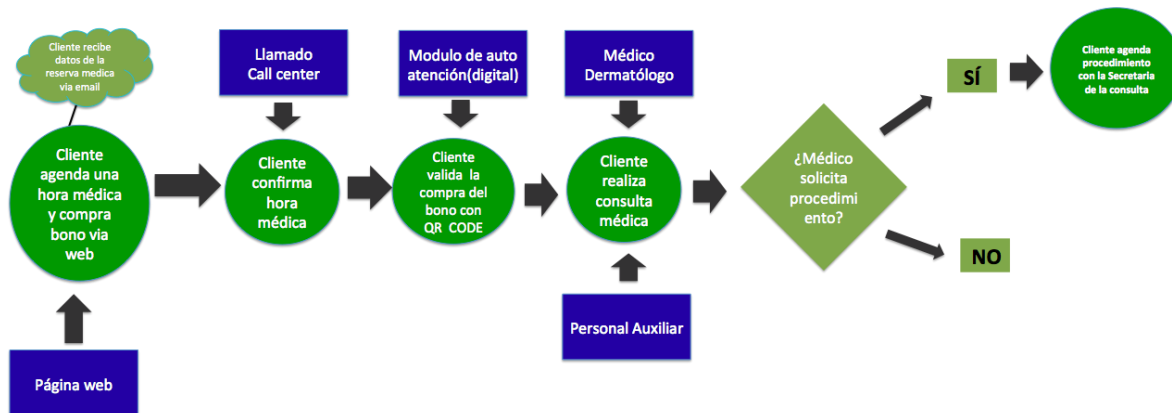 Cliente recibe
datos de la
reserva medica
via email
Cliente
agenda una
hora médica
y compra
bono via
web
Página web
Llamado
Call center
Cliente
confirma
hora
médica
Modulo de auto
atención(digital)
Cliente
valida la
compra del
bono con
QR CODE
Médico
Dermatólogo
Cliente
realiza
consulta
médica
Personal Auxiliar
¿Médico
solicita
procedimi
ento?
SÍ
NO
Cliente agenda
procedimiento
con la Secretaria
de la consulta